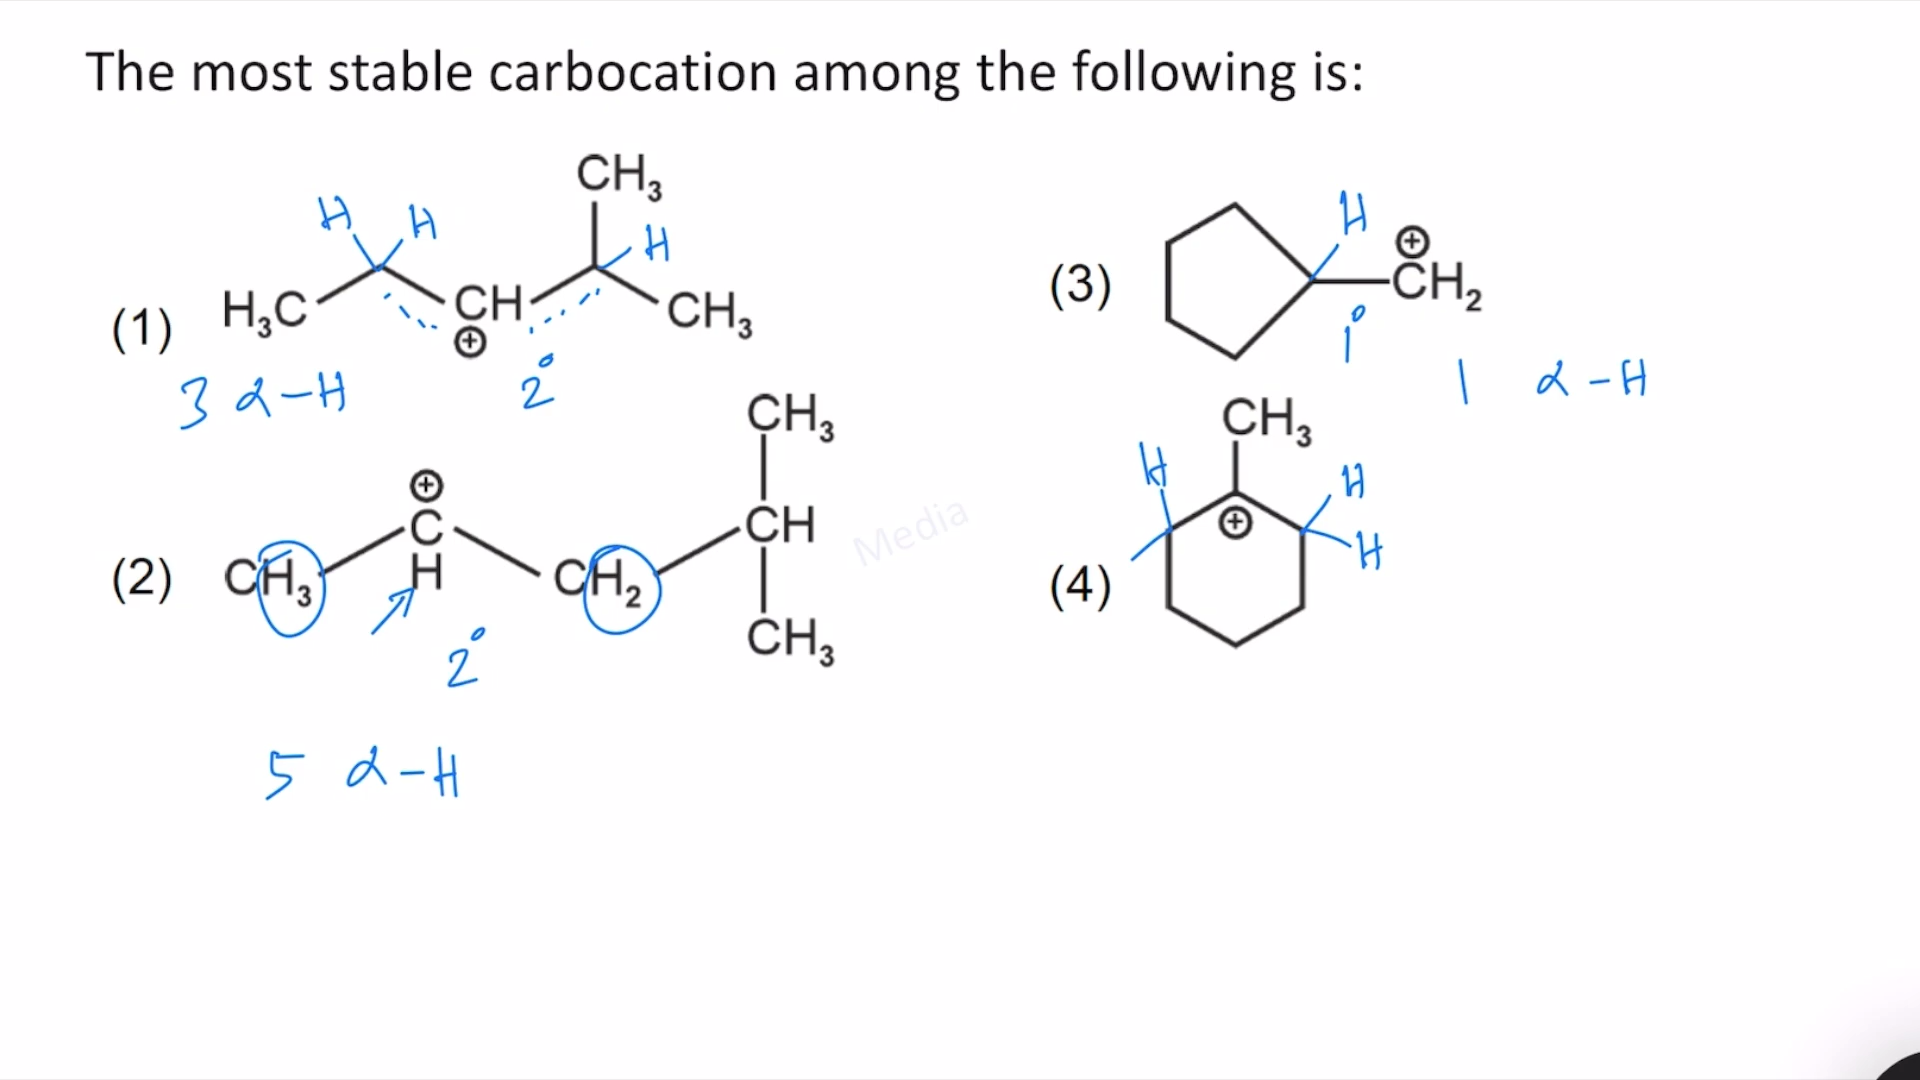 The most stable carbocation among the following is:
(1) H₃C CH ⊕ CH₃ CH₃
H H H
3 α-H 2°
(2) CH₃ ⊕ C H CH₂ CH CH₃ CH₃
2°
5 α-H
(3) ⊕ CH₂
H
1°
1 α-H
(4) CH₃ ⊕
H H H
Media